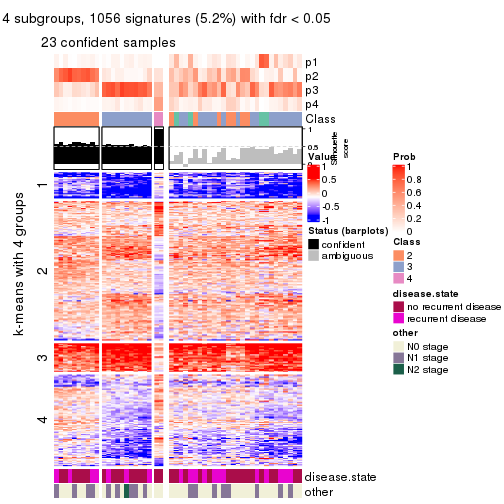 4 subgroups, 1056 signatures (5.2%) with fdr < 0.05
23 confident samples
p1
p2
p3
p4
Class
1
0.5
0
Silhouette
score
k-means with 4 groups
1
2
3
4
disease.state
other
Value
1
0.5
0
-0.5
-1
Status (barplots)
confident
ambiguous
Prob
1
0.8
0.6
0.4
0.2
0
Class
2
3
4
disease.state
no recurrent disease
recurrent disease
other
N0 stage
N1 stage
N2 stage